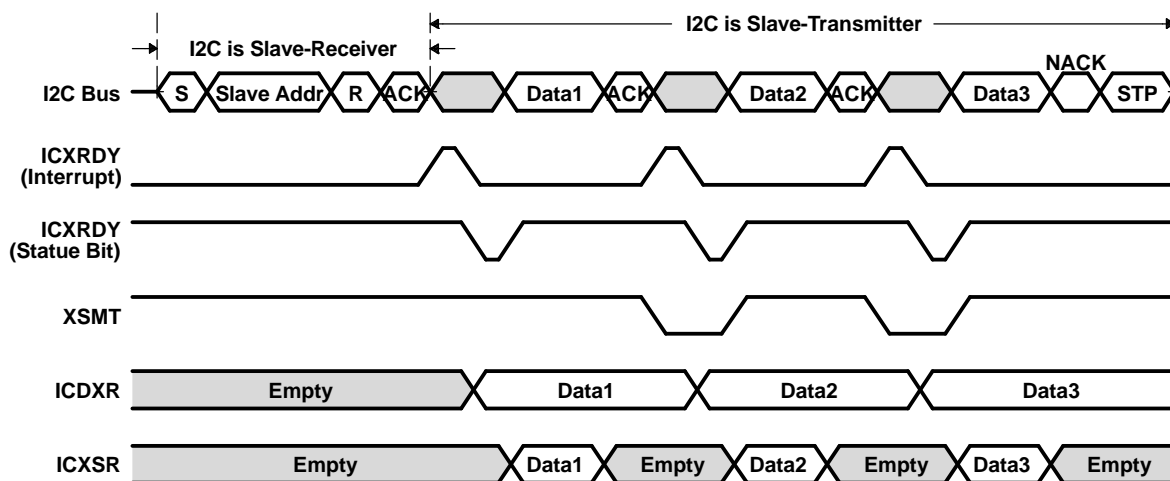 I2C is Slave-Transmitter
I2C is Slave-Receiver
NACK
I2C Bus S Slave Addr R ACK Data1 ACK Data2 ACK Data3 STP
ICXRDY
(Interrupt)
ICXRDY
(Statue Bit)
XSMT
ICDXR Empty Data1 Data2 Data3
ICXSR Empty Data1 Empty Data2 Empty Data3 Empty